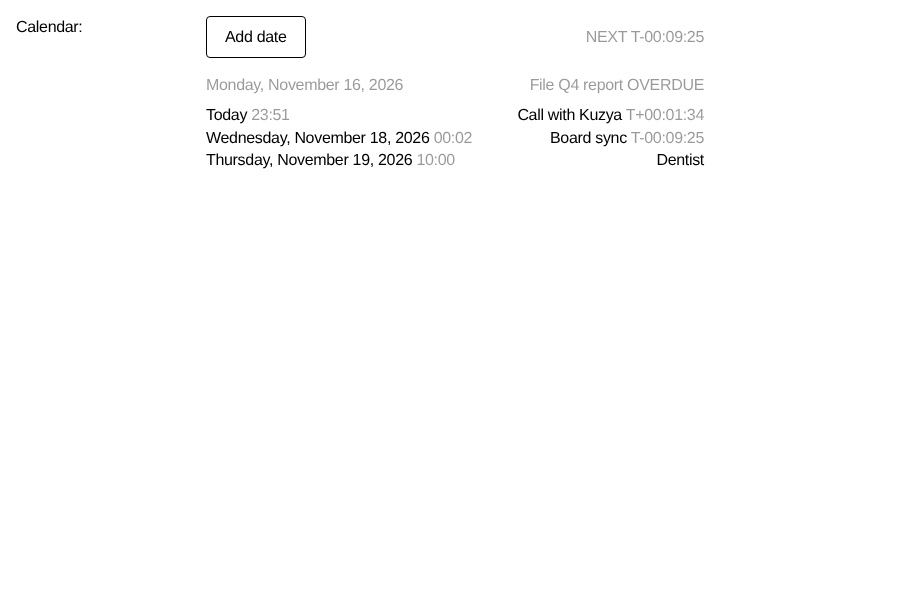 Calendar:
Add date
NEXT T-00:09:25
Monday, November 16, 2026 File Q4 report OVERDUE
Today 23:51 Call with Kuzya T+00:01:34
Wednesday, November 18, 2026 00:02 Board sync T-00:09:25
Thursday, November 19, 2026 10:00 Dentist